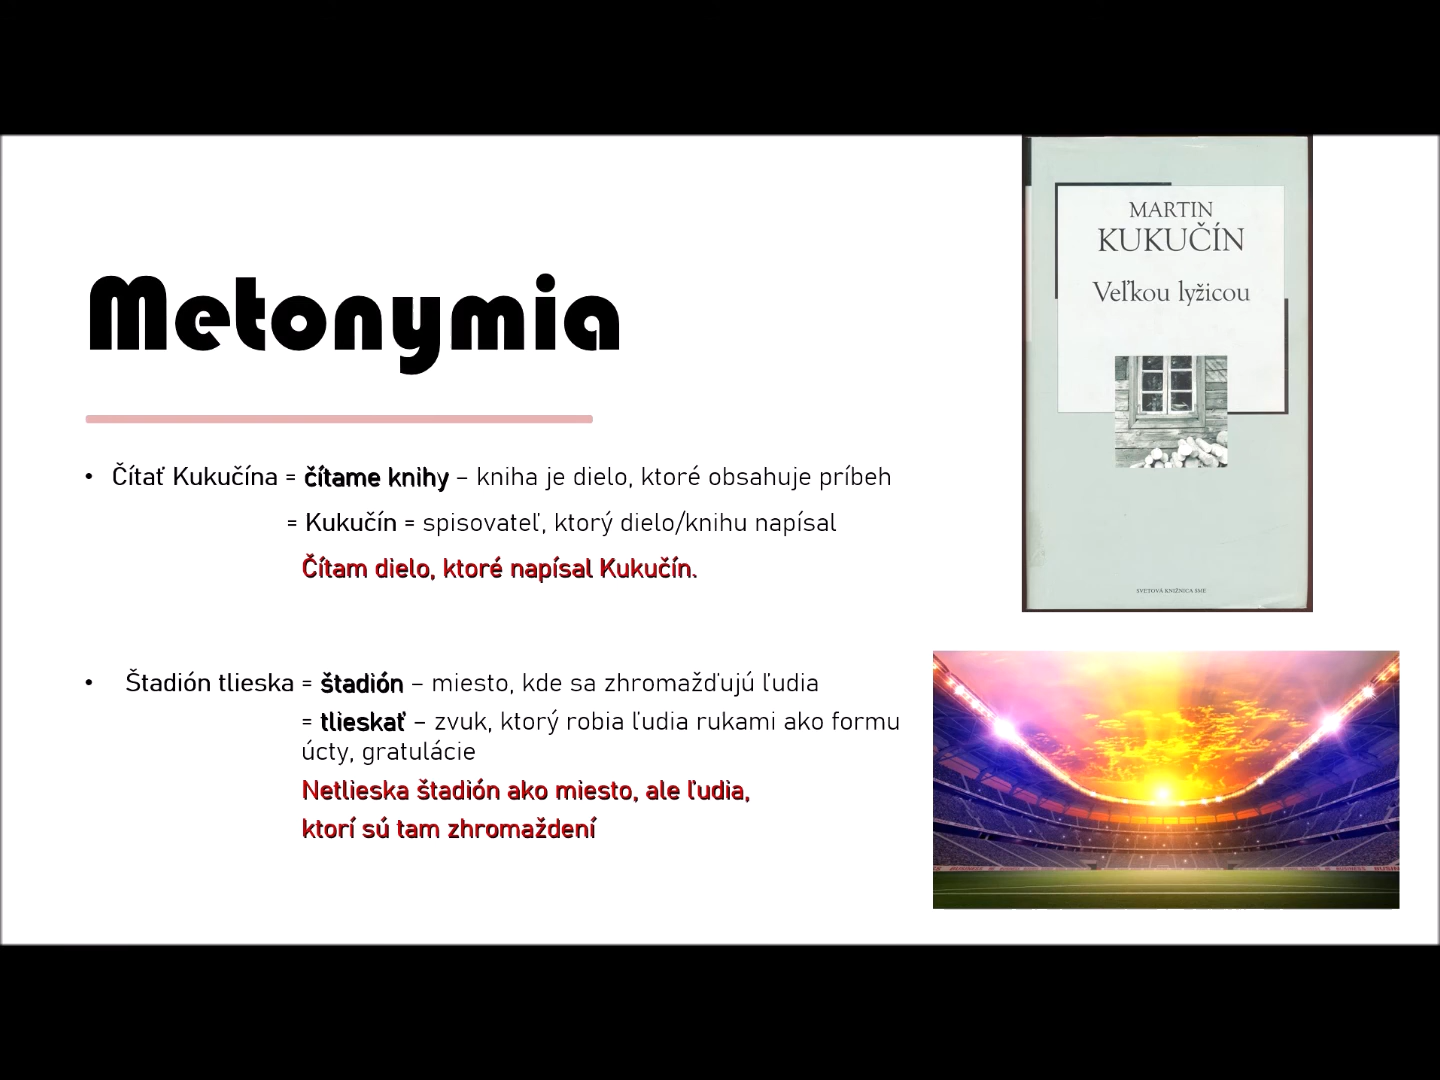 Metonymia
• Čítať Kukučína = čítame knihy – kniha je dielo, ktoré obsahuje príbeh
= Kukučín = spisovateľ, ktorý dielo/knihu napísal
Čítam dielo, ktoré napísal Kukučín.
• Štadión tlieska = štadión – miesto, kde sa zhromažďujú ľudia
= tlieskať – zvuk, ktorý robia ľudia rukami ako formu
úcty, gratulácie
Netlieska štadión ako miesto, ale ľudia,
ktorí sú tam zhromaždení
MARTIN
KUKUČÍN
Veľkou lyžicou
SVETOVÁ KNIŽNICA SME